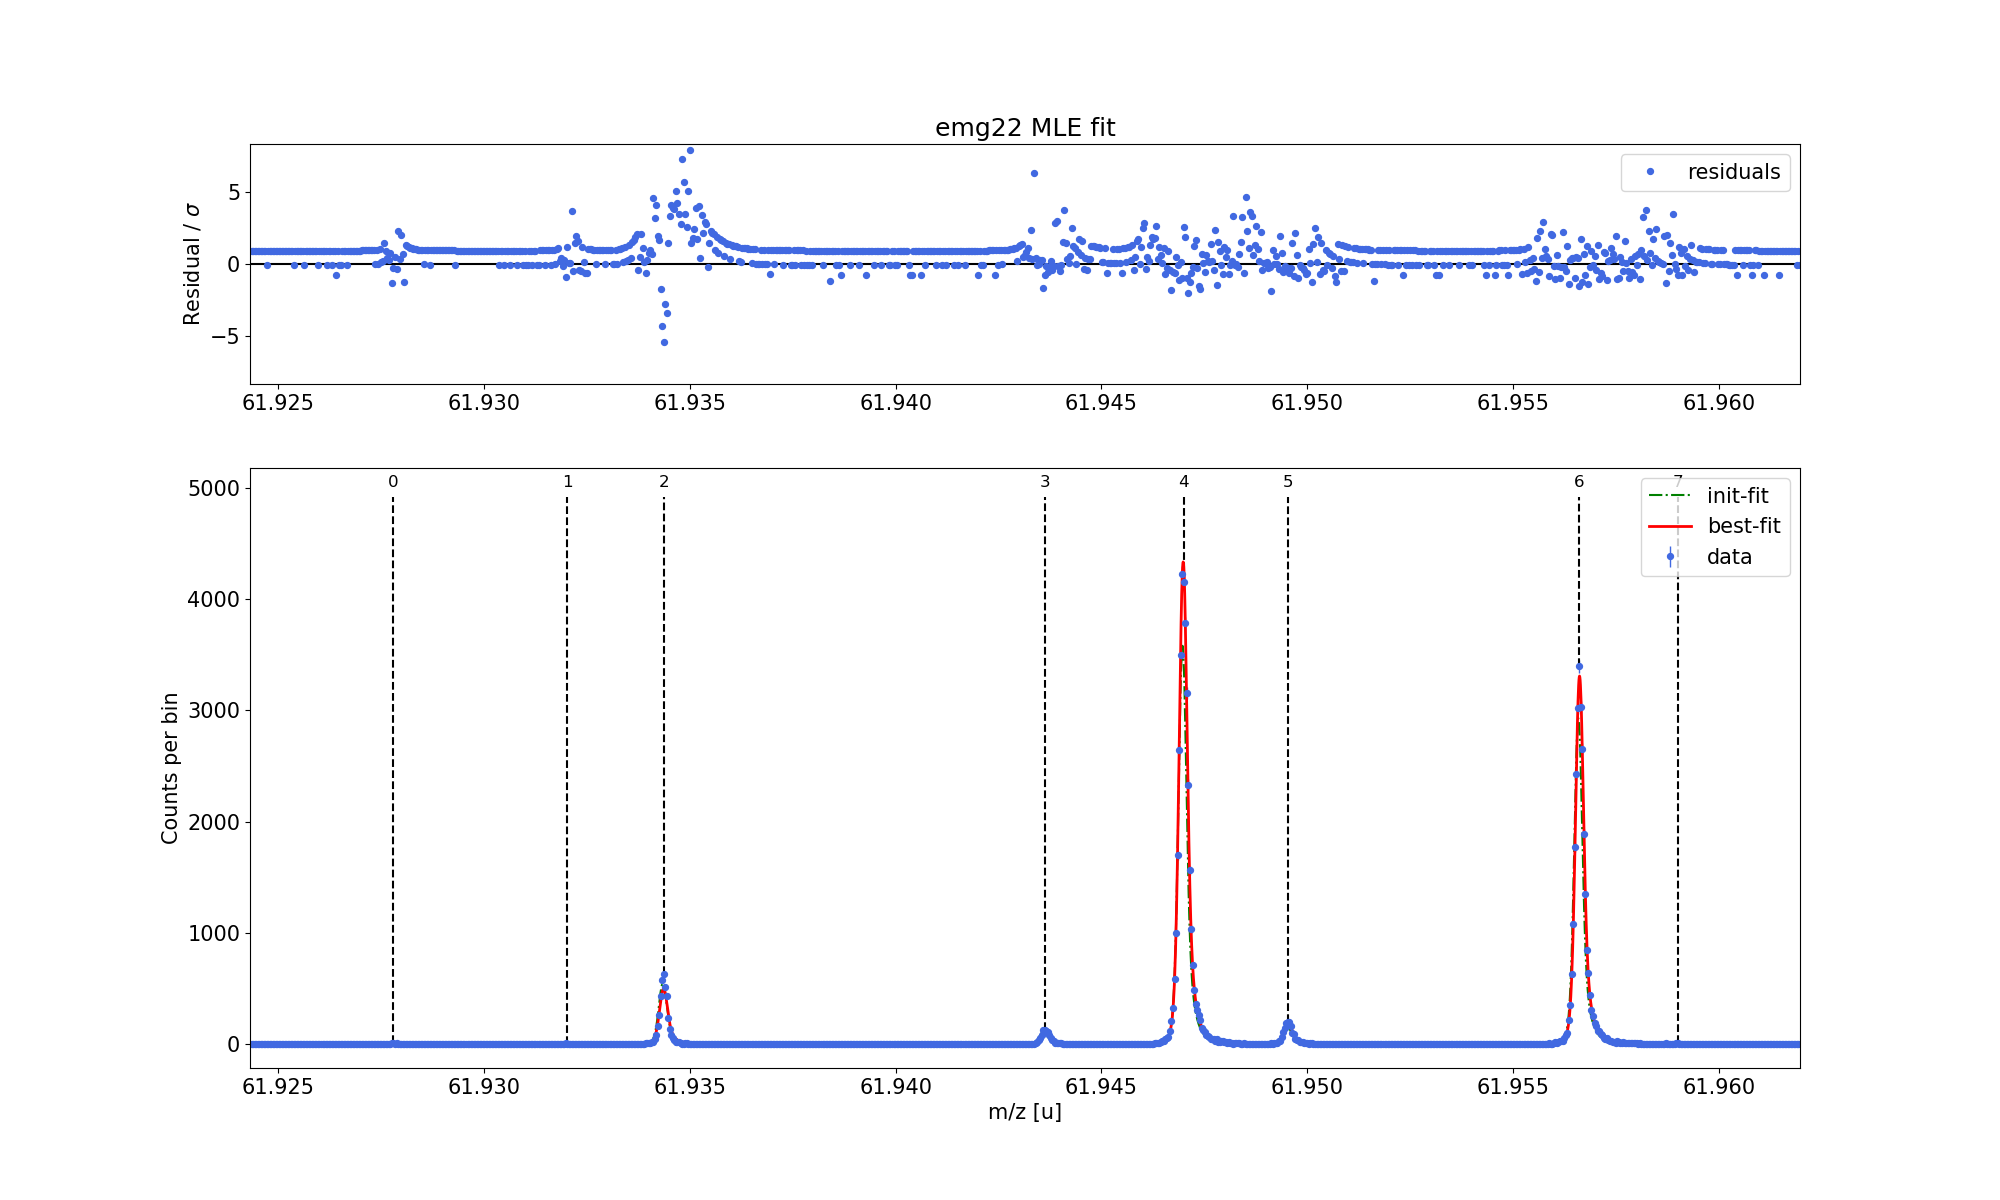 emg22 MLE fit
residuals
Residual / σ
5
0
−5
61.925 61.930 61.935 61.940 61.945 61.950 61.955 61.960
0 1 2 3 4 5 6 7
init-fit
best-fit
data
Counts per bin
5000
4000
3000
2000
1000
0
61.925 61.930 61.935 61.940 61.945 61.950 61.955 61.960
m/z [u]